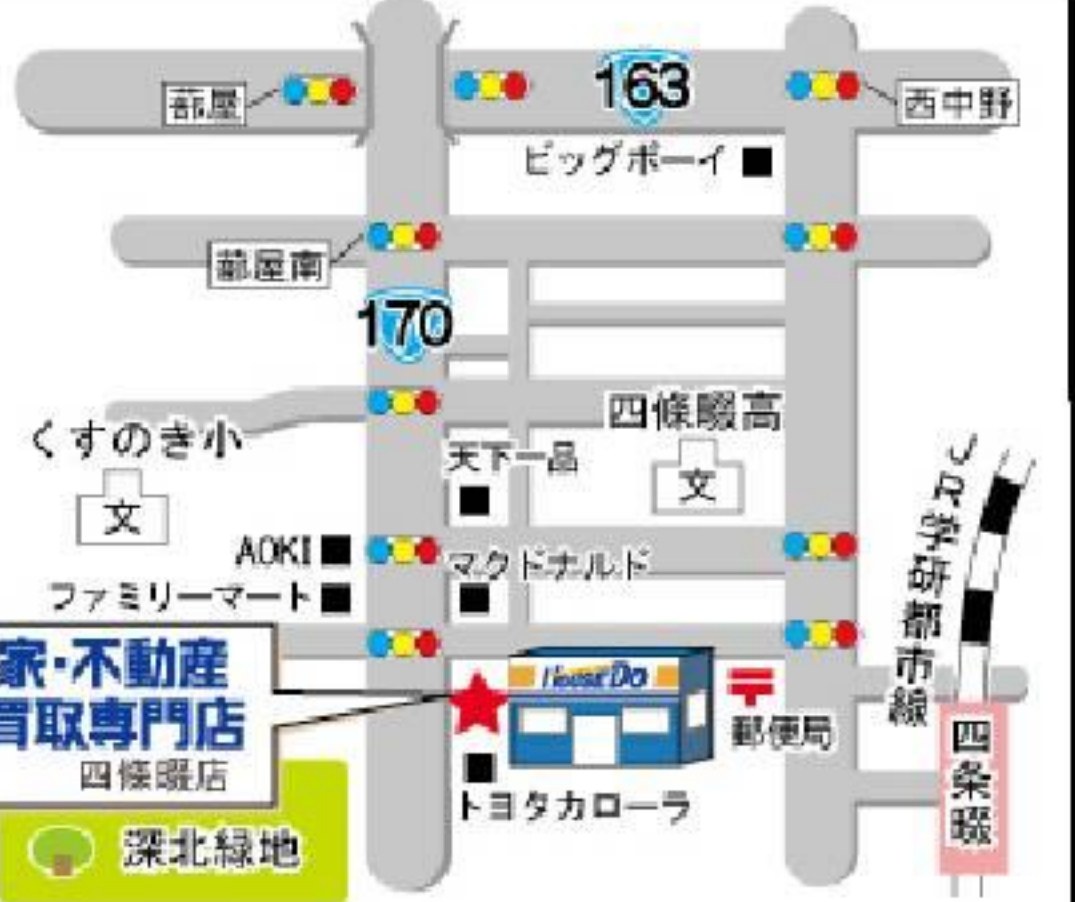 163
蔀屋
西中野
ビッグボーイ
蔀屋南
170
くすのき小
文
四條畷高
文
天下一品
AOKI
マクドナルド
ファミリーマート
家・不動産
買取専門店
四條畷店
House Do
郵便局
トヨタカローラ
深北緑地
JR学研都市線
四条畷